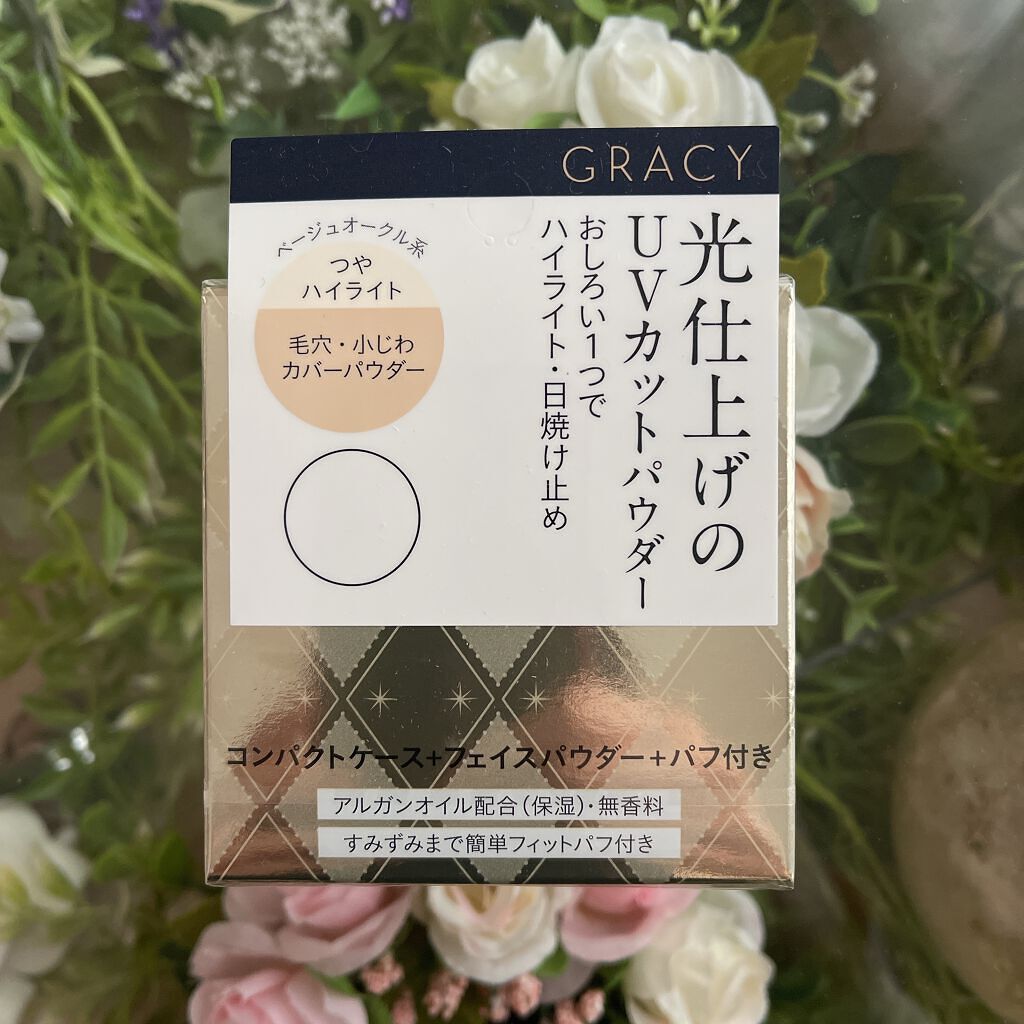 GRACY
光仕上げの
UVカットパウダー
おしろい1つで
ハイライト・日焼け止め
ベージュオークル系
つや
ハイライト
毛穴・小じわ
カバーパウダー
コンパクトケース+フェイスパウダー+パフ付き
アルガンオイル配合(保湿)・無香料
すみずみまで簡単フィットパフ付き